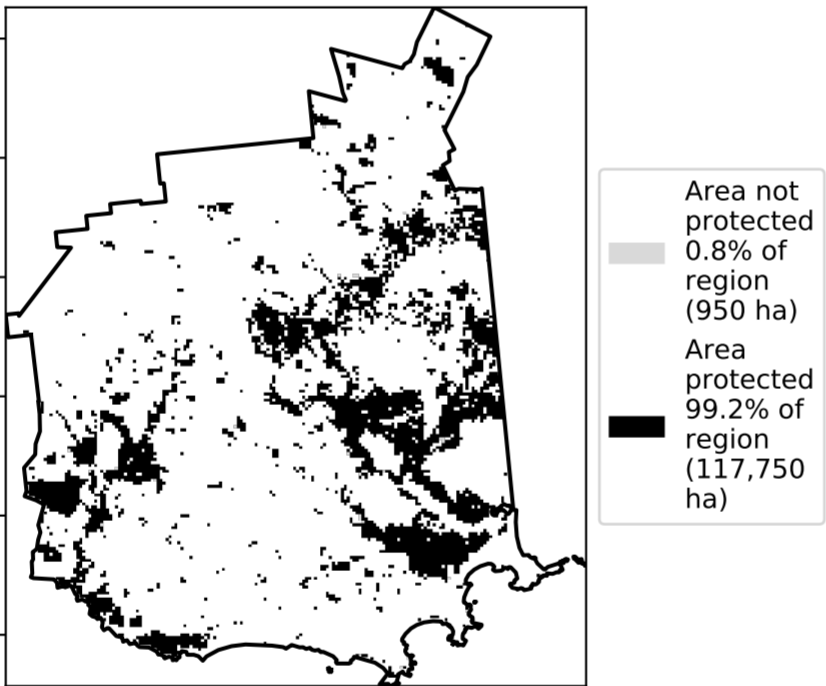 Area not
protected
0.8% of
region
(950 ha)
Area
protected
99.2% of
region
(117,750
ha)